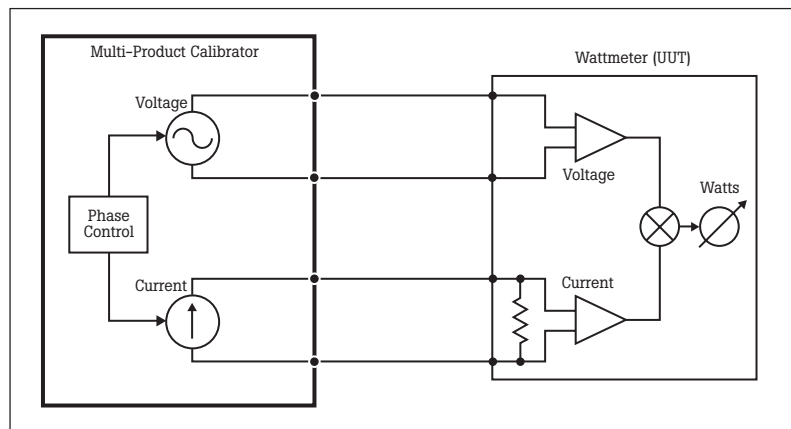 Multi-Product Calibrator
Wattmeter (UUT)
Voltage
Voltage
Watts
Phase
Control
Current
Current